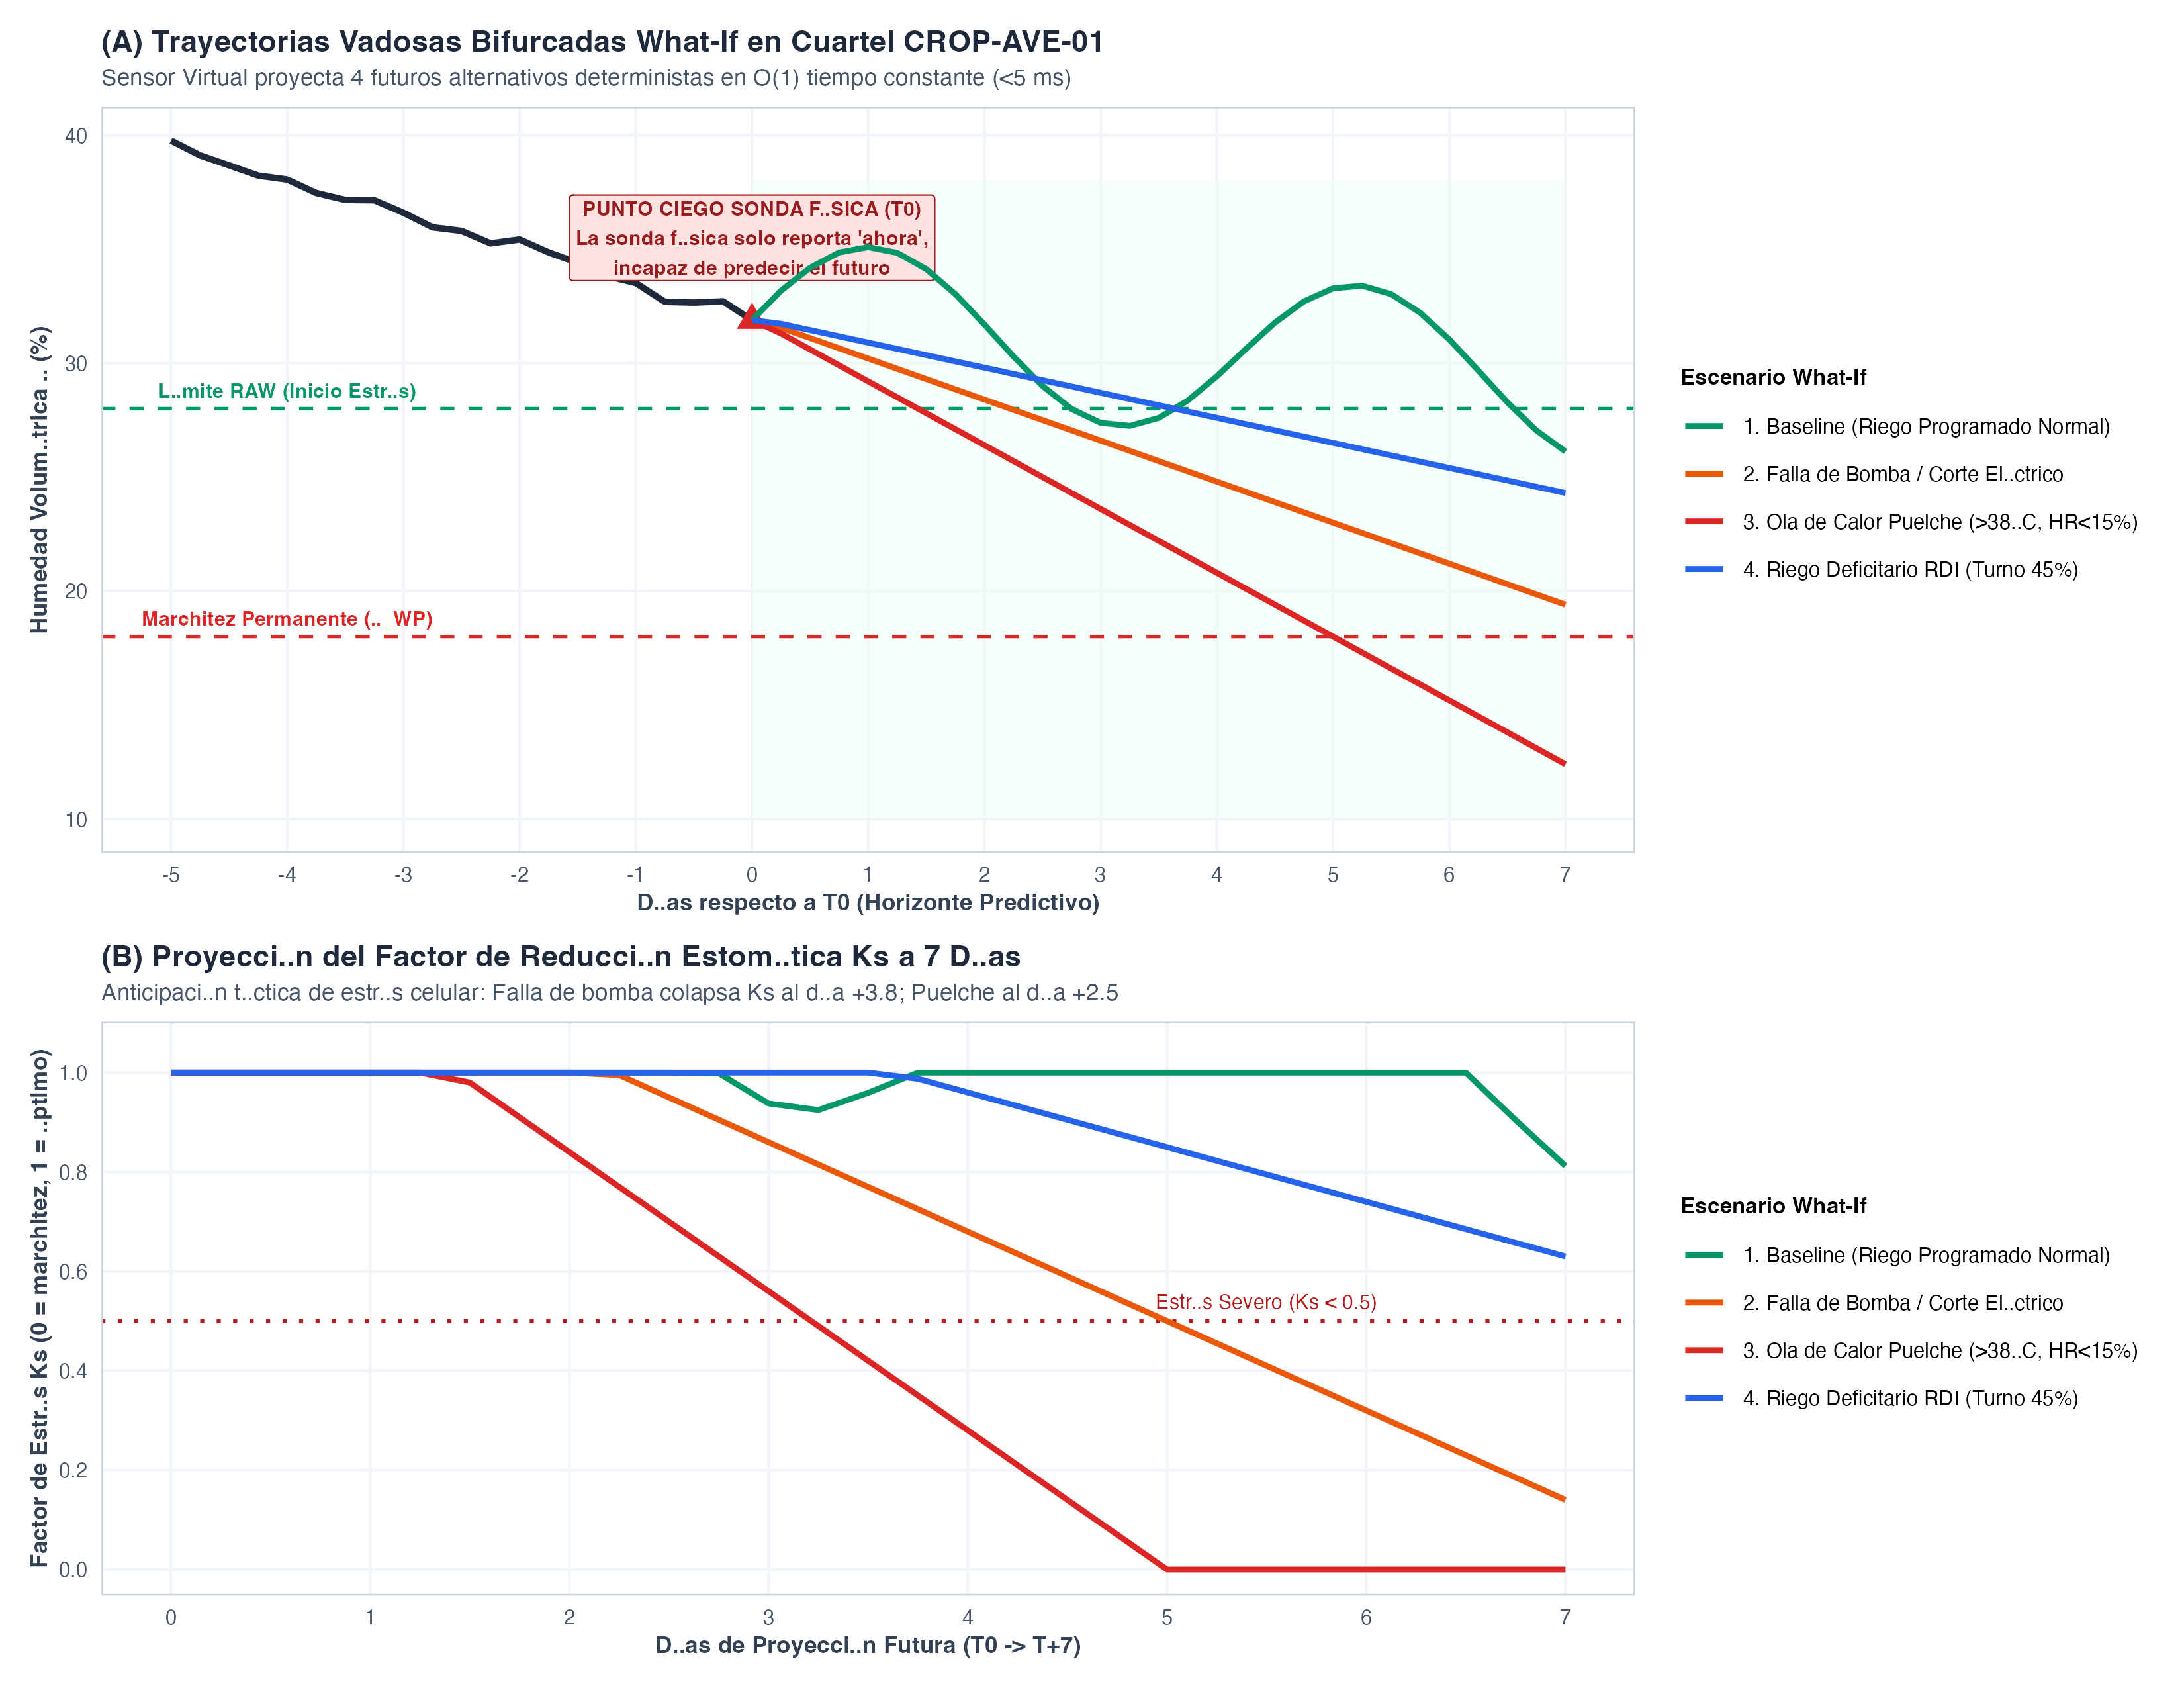 (A) Trayectorias Vadosas Bifurcadas What-If en Cuartel CROP-AVE-01
Sensor Virtual proyecta 4 futuros alternativos deterministas en O(1) tiempo constante (<5 ms)
Humedad Volum..trica .. (%)
40
30
20
10
PUNTO CIEGO SONDA F..SICA (T0)
La sonda f..sica solo reporta 'ahora',
incapaz de predecir el futuro
L..mite RAW (Inicio Estr..s)
Marchitez Permanente (.._WP)
-5 -4 -3 -2 -1 0 1 2 3 4 5 6 7
D..as respecto a T0 (Horizonte Predictivo)
Escenario What-If
1. Baseline (Riego Programado Normal)
2. Falla de Bomba / Corte El..ctrico
3. Ola de Calor Puelche (>38..C, HR<15%)
4. Riego Deficitario RDI (Turno 45%)
(B) Proyecci..n del Factor de Reducci..n Estom..tica Ks a 7 D..as
Anticipaci..n t..ctica de estr..s celular: Falla de bomba colapsa Ks al d..a +3.8; Puelche al d..a +2.5
Factor de Estr..s Ks (0 = marchitez, 1 = ..ptimo)
1.0
0.8
0.6
0.4
0.2
0.0
Estr..s Severo (Ks < 0.5)
0 1 2 3 4 5 6 7
D..as de Proyecci..n Futura (T0 -> T+7)
Escenario What-If
1. Baseline (Riego Programado Normal)
2. Falla de Bomba / Corte El..ctrico
3. Ola de Calor Puelche (>38..C, HR<15%)
4. Riego Deficitario RDI (Turno 45%)